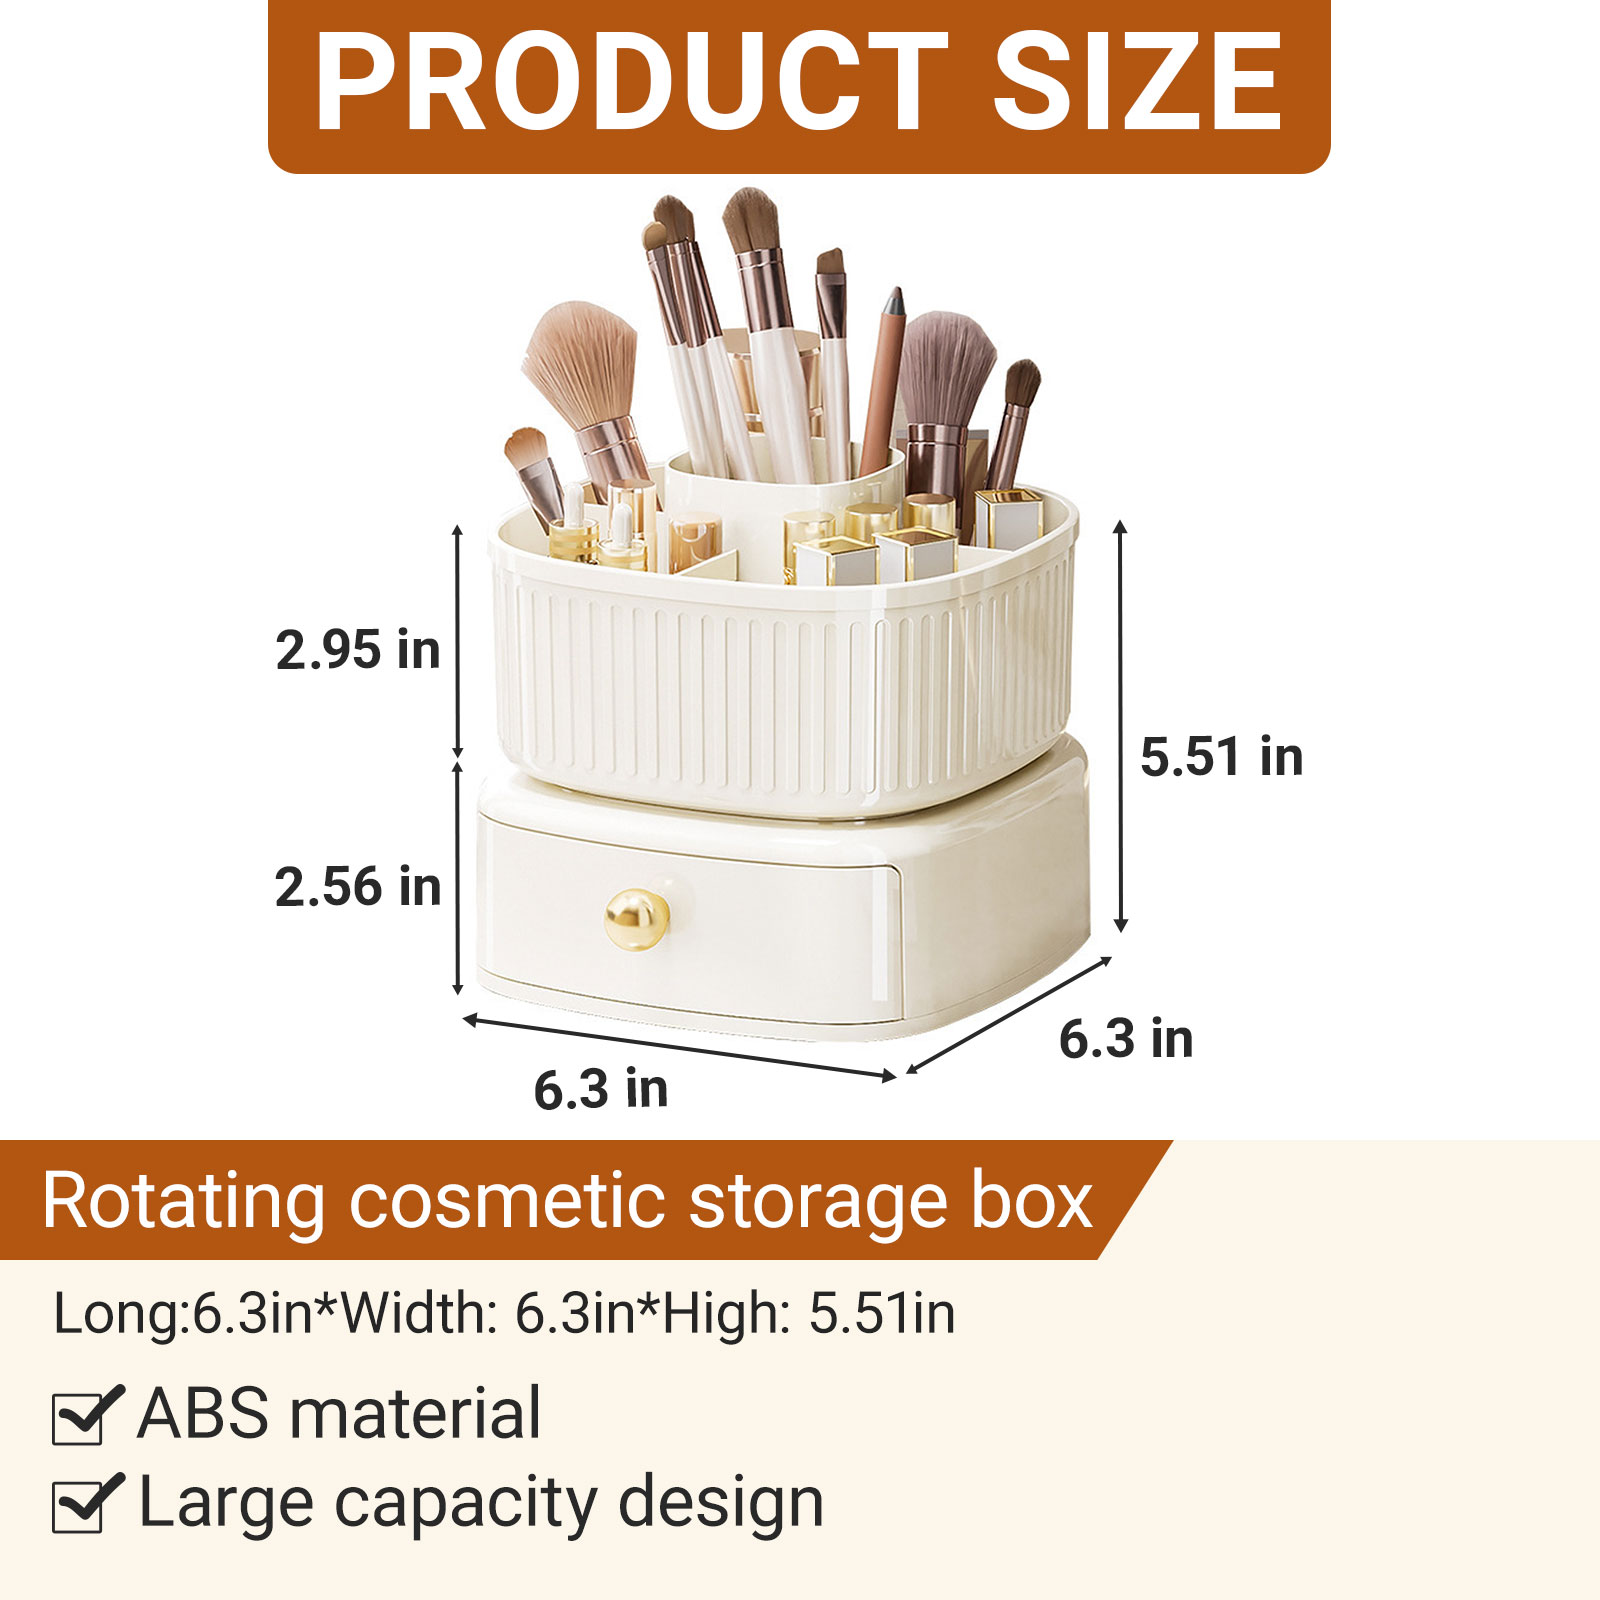 PRODUCT SIZE
2.95 in
5.51 in
2.56 in
6.3 in
6.3 in
Rotating cosmetic storage box
Long:6.3in*Width: 6.3in*High: 5.51in
ABS material
Large capacity design